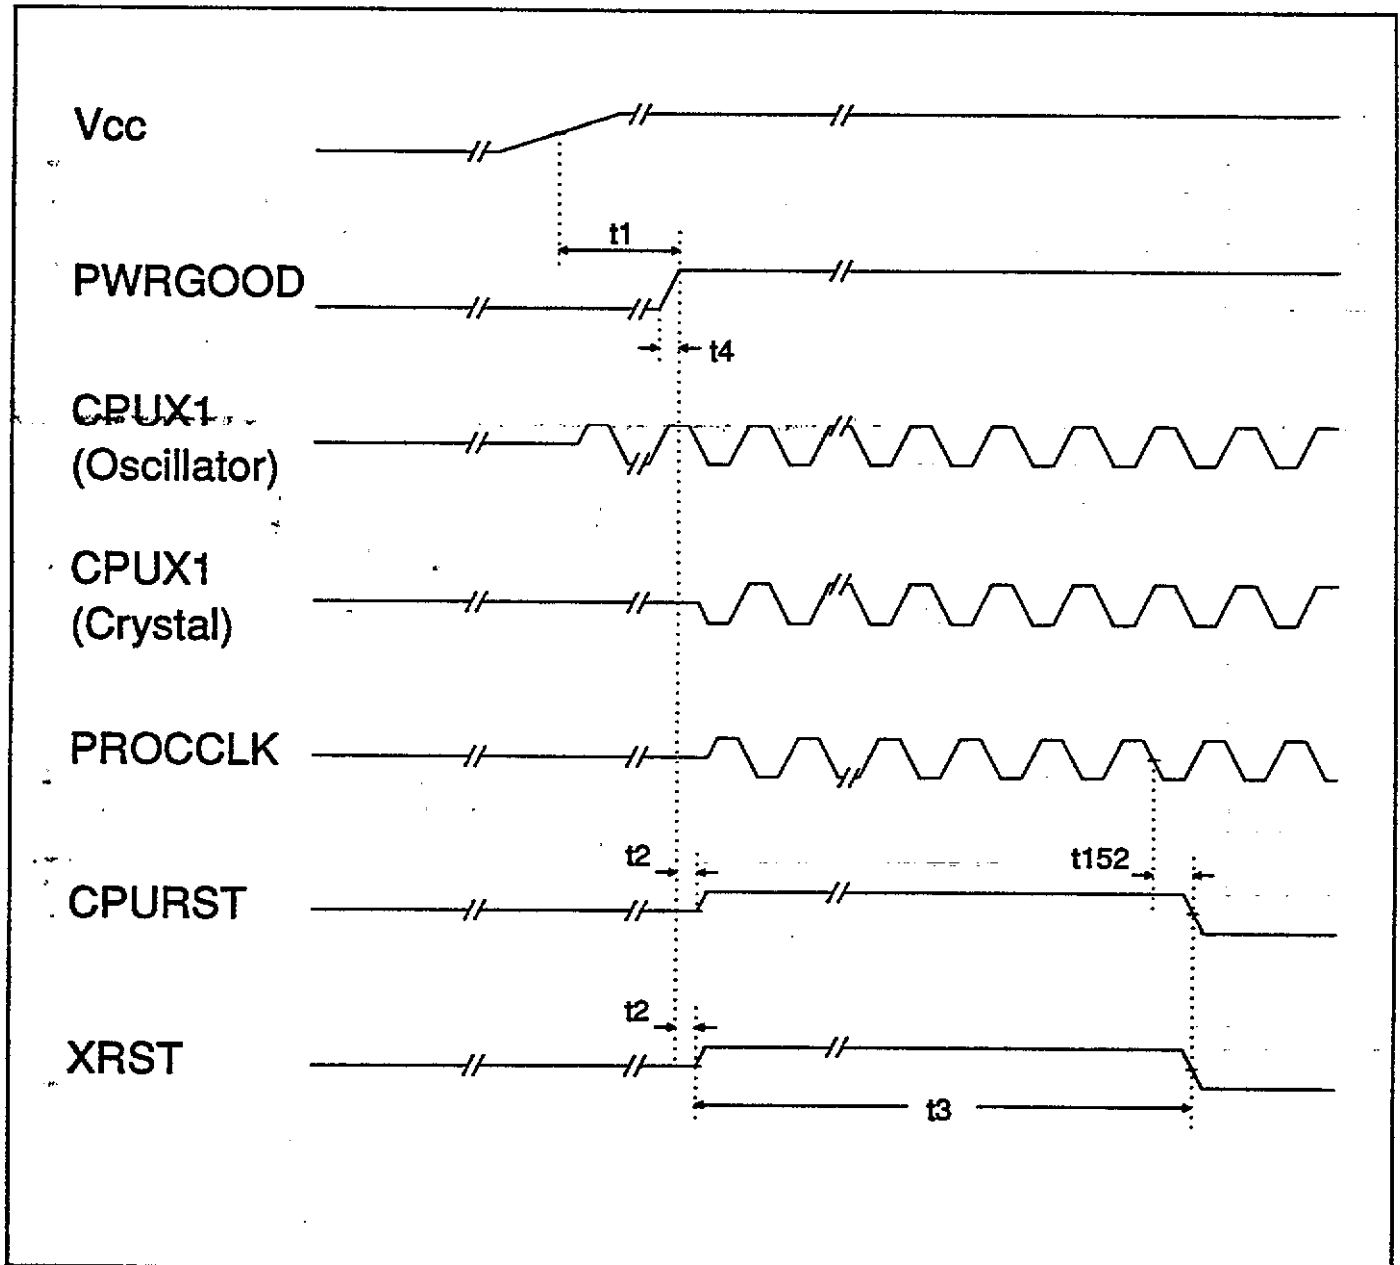 Vcc
t1
PWRGOOD
t4
CPUX1
(Oscillator)
CPUX1
(Crystal)
PROCCLK
t2
t152
CPURST
t2
XRST
t3